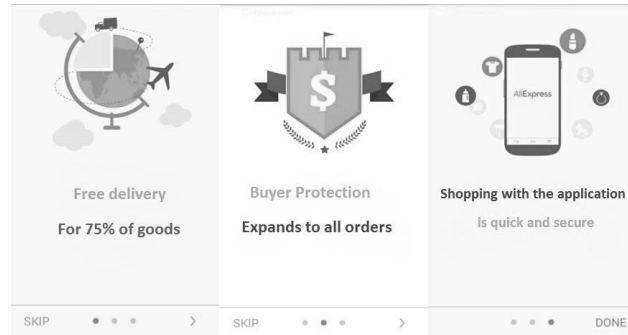 Free delivery
For 75% of goods
SKIP
$
Buyer Protection
Expands to all orders
SKIP
AliExpress
Shopping with the application
is quick and secure
DONE